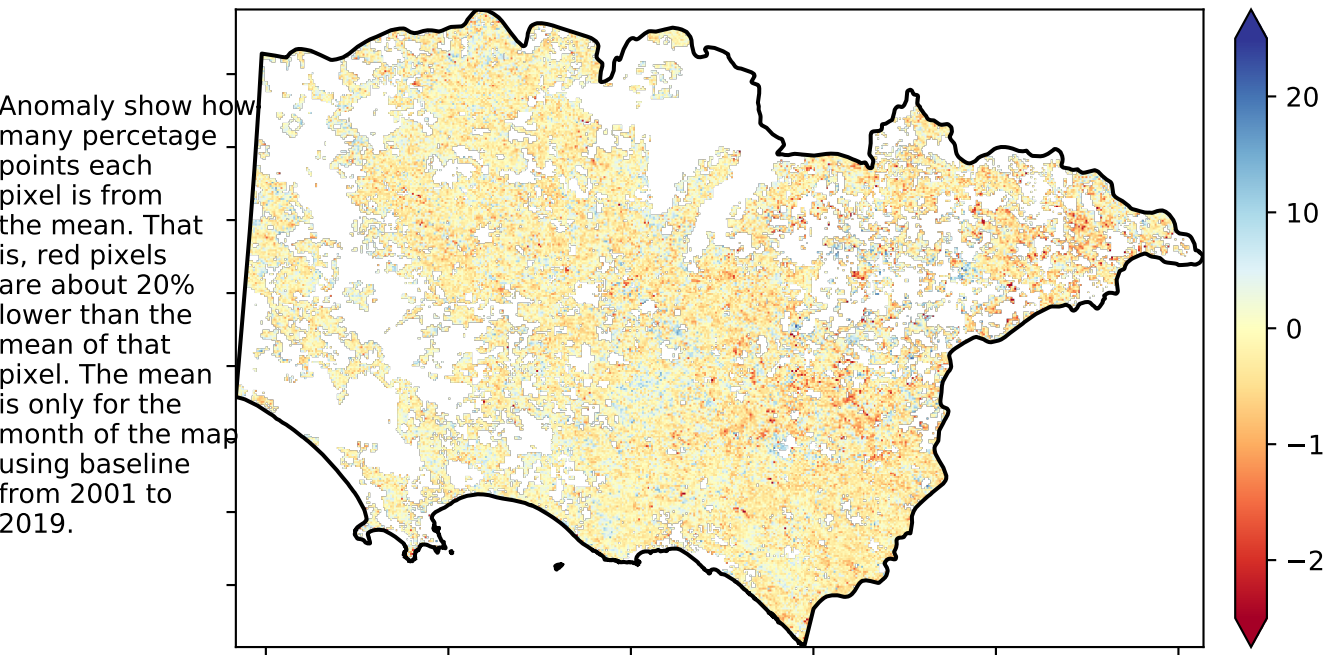 Anomaly show how
many percetage
points each
pixel is from
the mean. That
is, red pixels
are about 20%
lower than the
mean of that
pixel. The mean
is only for the
month of the map
using baseline
from 2001 to
2019.
20
10
0
−1
−2